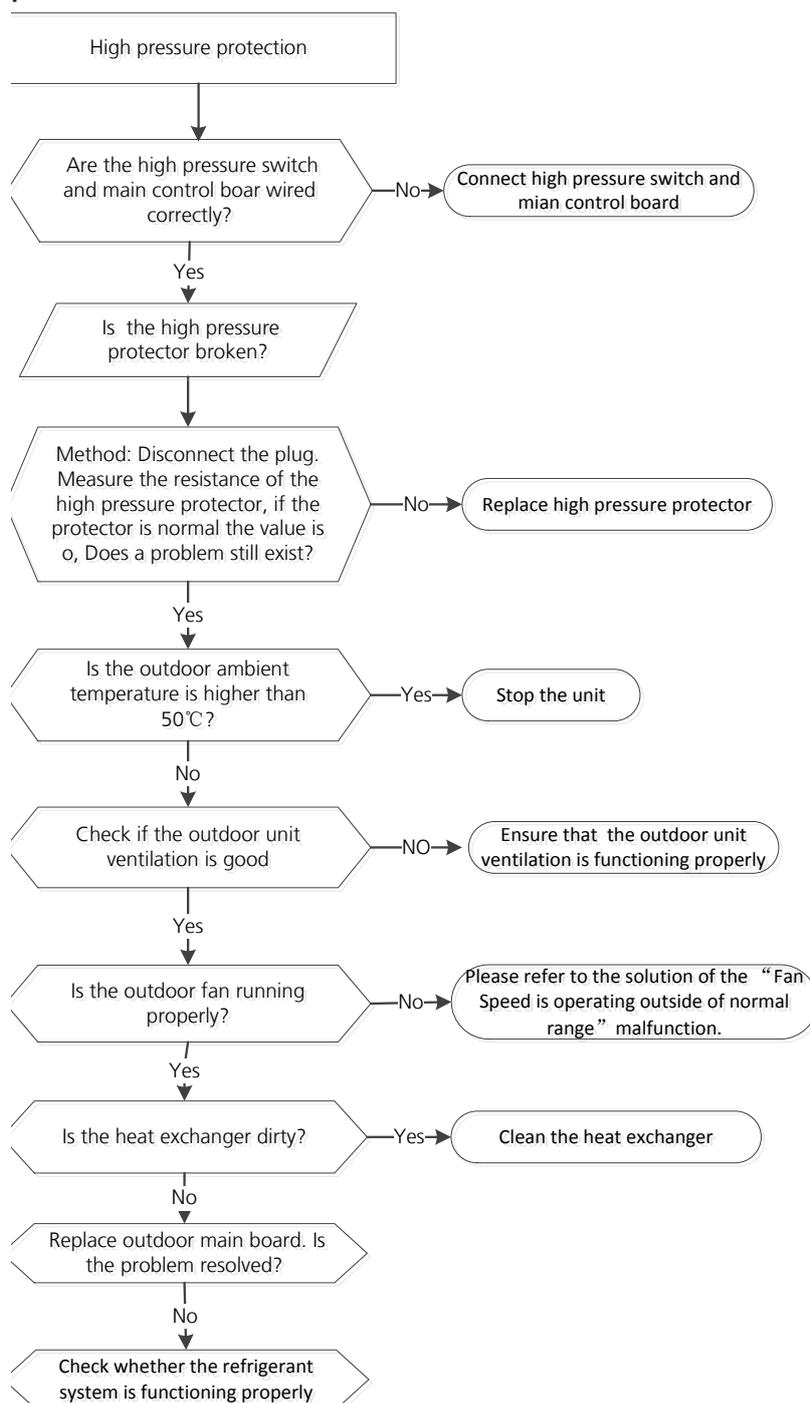 High pressure protection
Are the high pressure switch
and main control boar wired
correctly?
No
Connect high pressure switch and
mian control board
Yes
Is the high pressure
protector broken?
Method: Disconnect the plug.
Measure the resistance of the
high pressure protector, if the
protector is normal the value is
o, Does a problem still exist?
No
Replace high pressure protector
Yes
Is the outdoor ambient
temperature is higher than
50℃?
Yes
Stop the unit
No
Check if the outdoor unit
ventilation is good
NO
Ensure that the outdoor unit
ventilation is functioning properly
Yes
Is the outdoor fan running
properly?
No
Please refer to the solution of the “Fan
Speed is operating outside of normal
range” malfunction.
Yes
Is the heat exchanger dirty?
Yes
Clean the heat exchanger
No
Replace outdoor main board. Is
the problem resolved?
No
Check whether the refrigerant
system is functioning properly